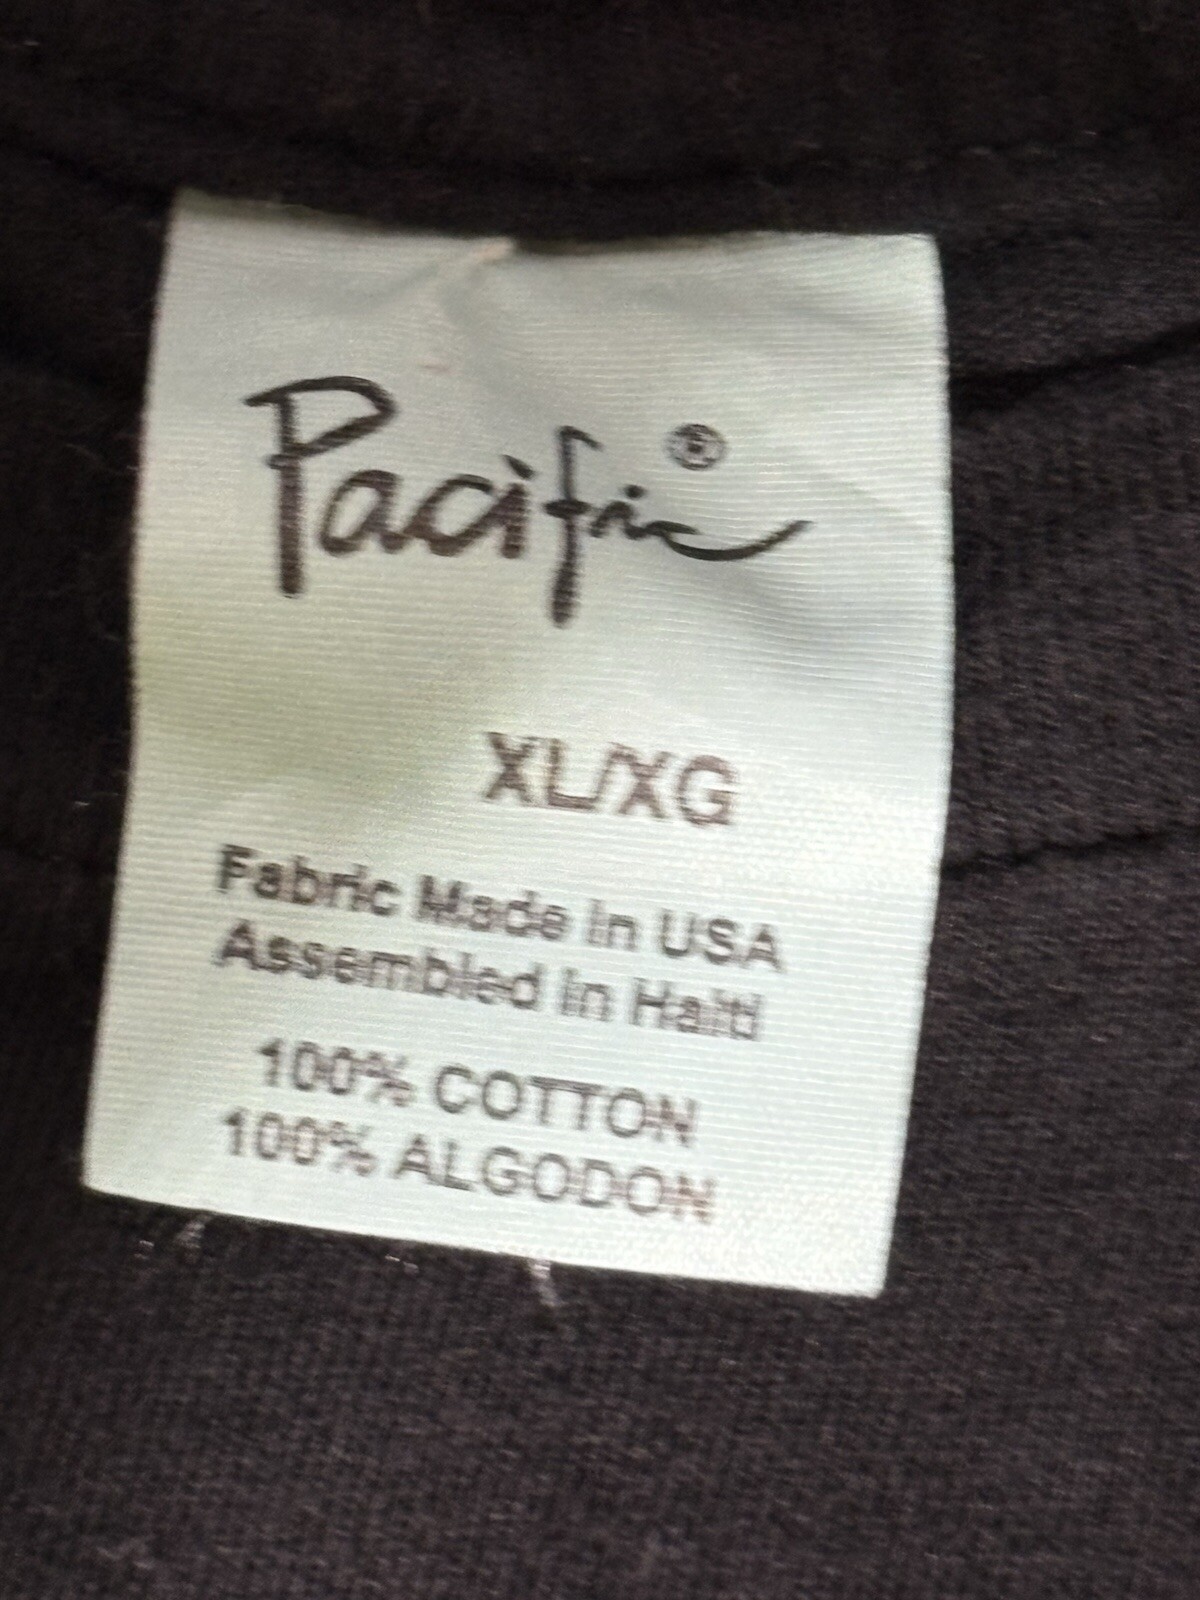 Pacific®
XL/XG
Fabric Made in USA
Assembled in Haiti
100% COTTON
100% ALGODON